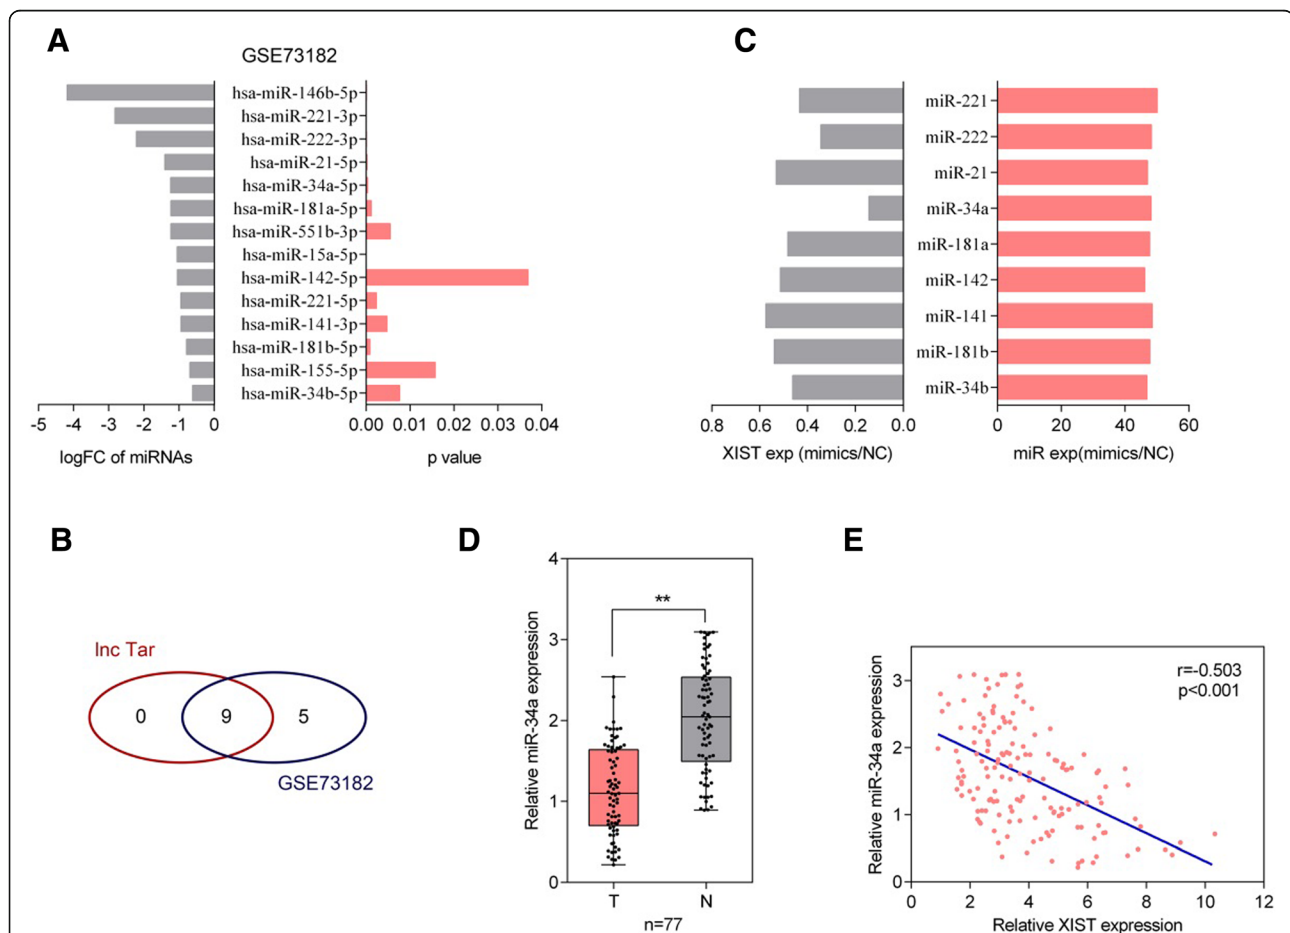 A
GSE73182
hsa-miR-146b-5p
hsa-miR-221-3p
hsa-miR-222-3p
hsa-miR-21-5p
hsa-miR-34a-5p
hsa-miR-181a-5p
hsa-miR-551b-3p
hsa-miR-15a-5p
hsa-miR-142-5p
hsa-miR-221-5p
hsa-miR-141-3p
hsa-miR-181b-5p
hsa-miR-155-5p
hsa-miR-34b-5p
-5 -4 -3 -2 -1 0
0.00 0.01 0.02 0.03 0.04
logFC of miRNAs
p value
C
miR-221
miR-222
miR-21
miR-34a
miR-181a
miR-142
miR-141
miR-181b
miR-34b
0.8 0.6 0.4 0.2 0.0
0 20 40 60
XIST exp (mimics/NC)
miR exp(mimics/NC)
B
lnc Tar
0 9 5
GSE73182
D
Relative miR-34a expression
4
3
2
1
0
**
T N
n=77
E
Relative miR-34a expression
3
2
1
0
r=-0.503
p<0.001
0 2 4 6 8 10 12
Relative XIST expression